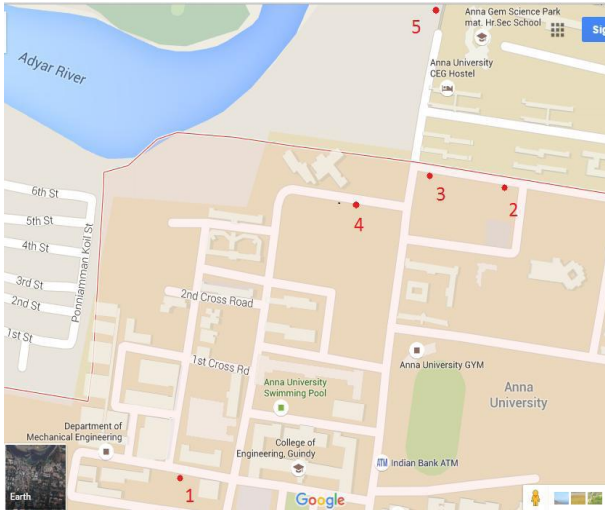 5
Anna Gem Science Park
mat. Hr.Sec School
Sig
Adyar River
Anna University
CEG Hostel
3
2
4
6th St
5th St
4th St
3rd St
2nd St
1st St
Ponniamman Koil St
2nd Cross Road
1st Cross Rd
Anna University GYM
Anna University
Swimming Pool
Anna
University
Department of
Mechanical Engineering
College of
Engineering, Guindy
ATM Indian Bank ATM
Earth
1
Google